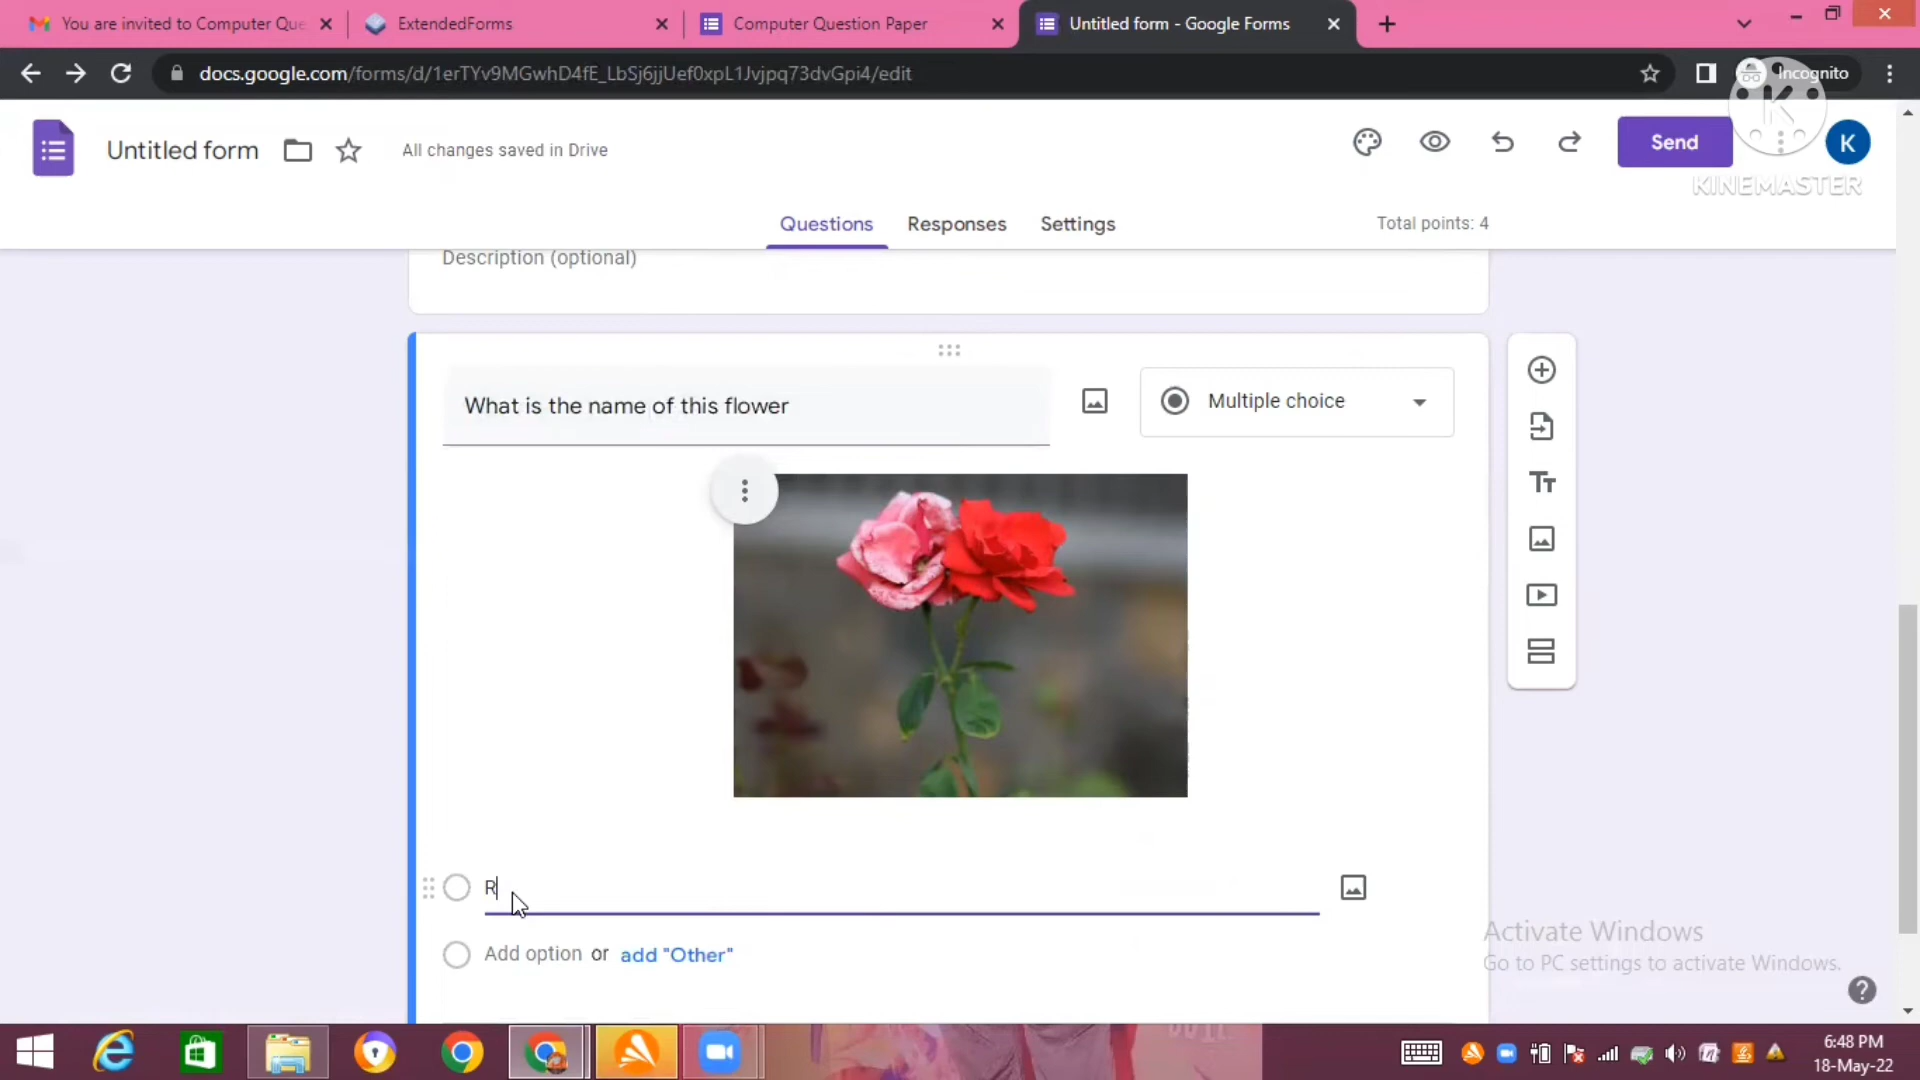 You are invited to Computer Que
ExtendedForms
Computer Question Paper
Untitled form - Google Forms
docs.google.com/forms/d/1erTYv9MGwhD4fE_LbSj6jjUef0xpL1Jvjpq73dvGpi4/edit
Incognito
Untitled form
All changes saved in Drive
Send
K
K
KINEMASTER
Questions
Responses
Settings
Total points: 4
Description (optional)
What is the name of this flower
Multiple choice
R
Add option or add "Other"
Activate Windows
Go to PC settings to activate Windows.
6:48 PM
18-May-22